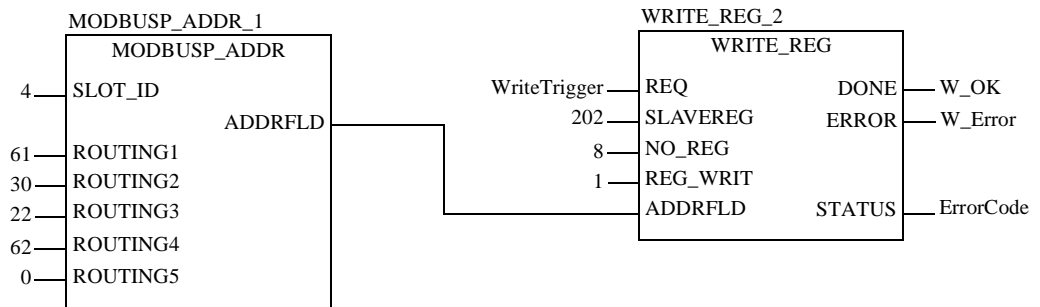 MODBUSP_ADDR_1
MODBUSP_ADDR
4 SLOT_ID
ADDRFLD
61 ROUTING1
30 ROUTING2
22 ROUTING3
62 ROUTING4
0 ROUTING5
WRITE_REG_2
WRITE_REG
WriteTrigger REQ DONE W_OK
202 SLAVEREG ERROR W_Error
8 NO_REG
1 REG_WRIT
ADDRFLD STATUS ErrorCode